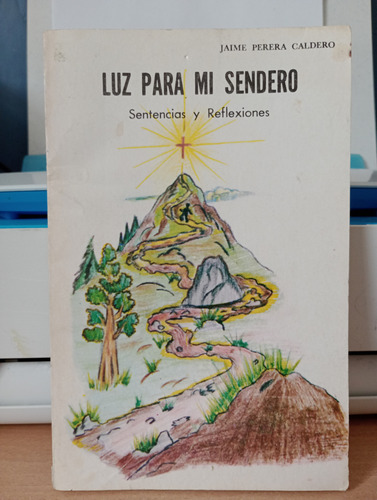 JAIME PERERA CALDERO
LUZ PARA MI SENDERO
Sentencias y Reflexiones